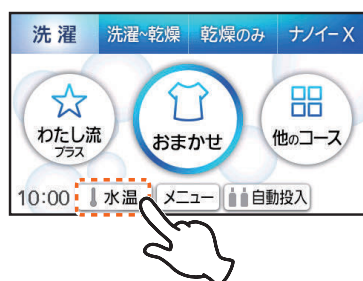 洗濯 洗濯~乾燥 乾燥のみ ナノイーX
わたし流
プラス
おまかせ
他のコース
10:00 水温 メニュー 自動投入